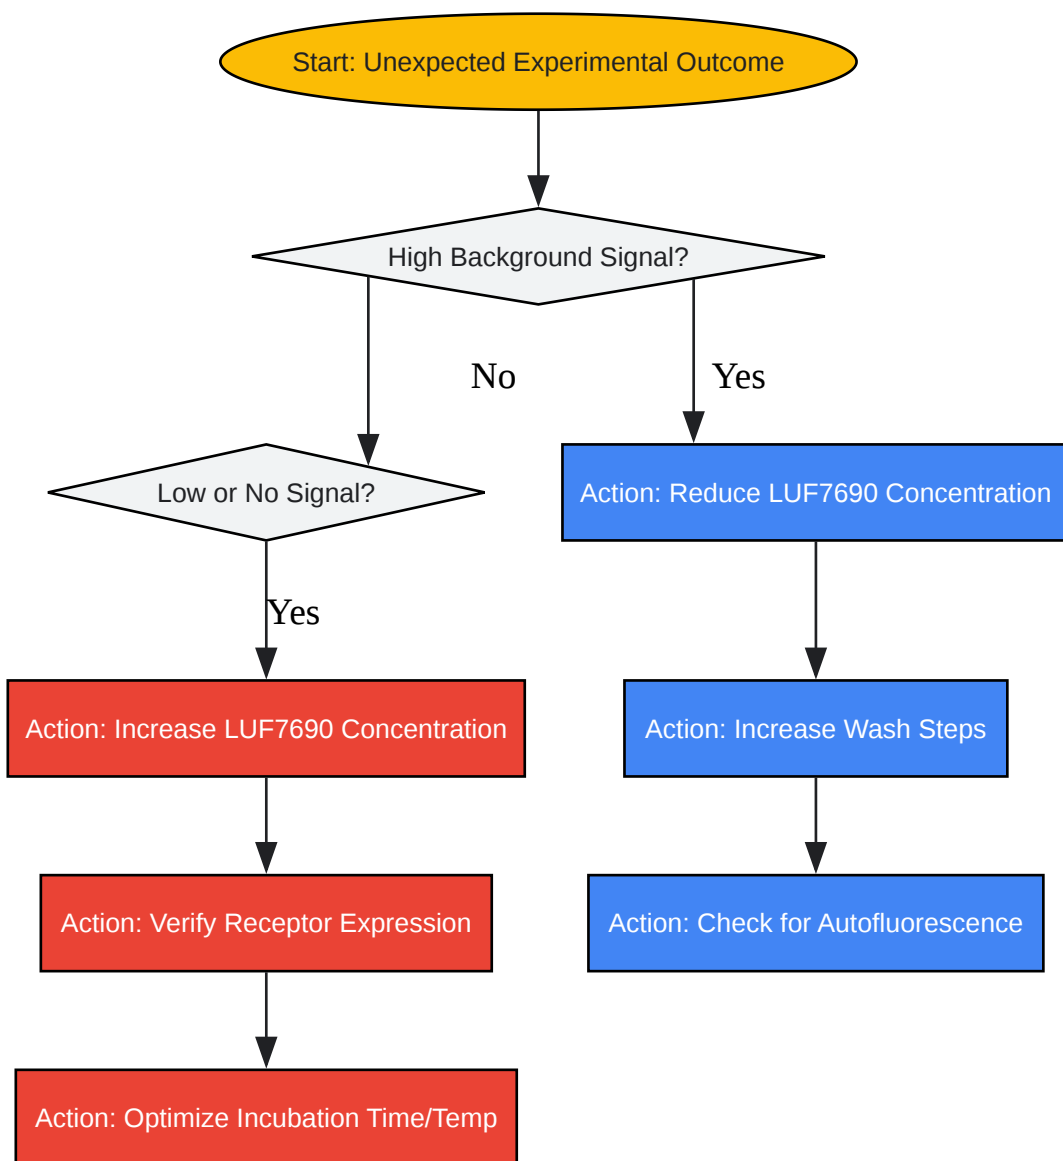 Start: Unexpected Experimental Outcome
High Background Signal?
No
Yes
Low or No Signal?
Action: Reduce LUF7690 Concentration
Yes
Action: Increase LUF7690 Concentration
Action: Increase Wash Steps
Action: Verify Receptor Expression
Action: Check for Autofluorescence
Action: Optimize Incubation Time/Temp